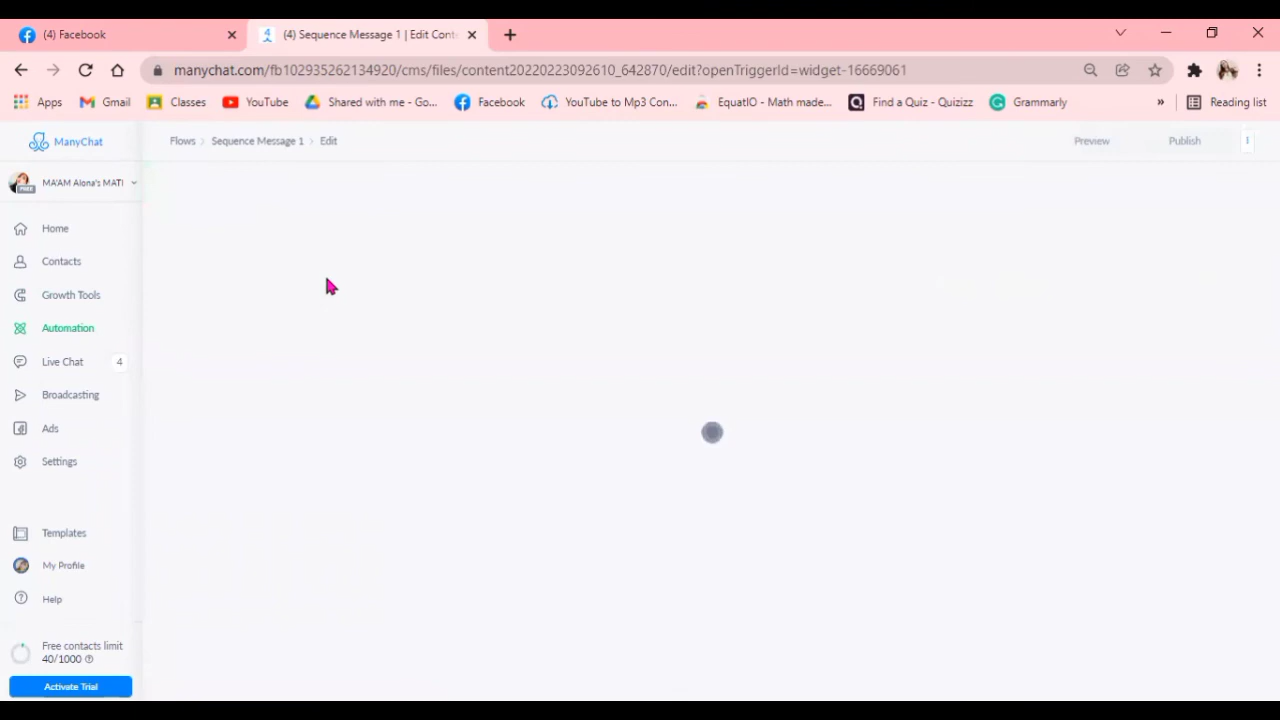 (4) Facebook
(4) Sequence Message 1 | Edit Cont
manychat.com/fb102935262134920/cms/files/content20220223092610_642870/edit?openTriggerId=widget-16669061
Apps Gmail Classes YouTube Shared with me - Go... Facebook YouTube to Mp3 Con... EquatIO - Math made... Find a Quiz - Quizizz Grammarly » Reading list
ManyChat
Flows > Sequence Message 1 > Edit
Preview
Publish
MA'AM Alona's MATI
FREE
Home
Contacts
Growth Tools
Automation
Live Chat 4
Broadcasting
Ads
Settings
Templates
My Profile
Help
Free contacts limit
40/1000
Activate Trial